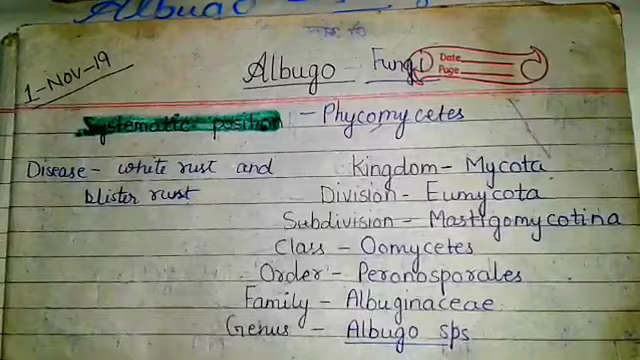 Albugo
1-Nov-19
Albugo - Fungi
Date
Page
Systematic position - Phycomycetes
Disease - white rust and
blister rust
Kingdom - Mycota
Division - Eumycota
Subdivision - Mastigomycotina
Class - Oomycetes
Order - Peronosporales
Family - Albuginaceae
Genus - Albugo sps